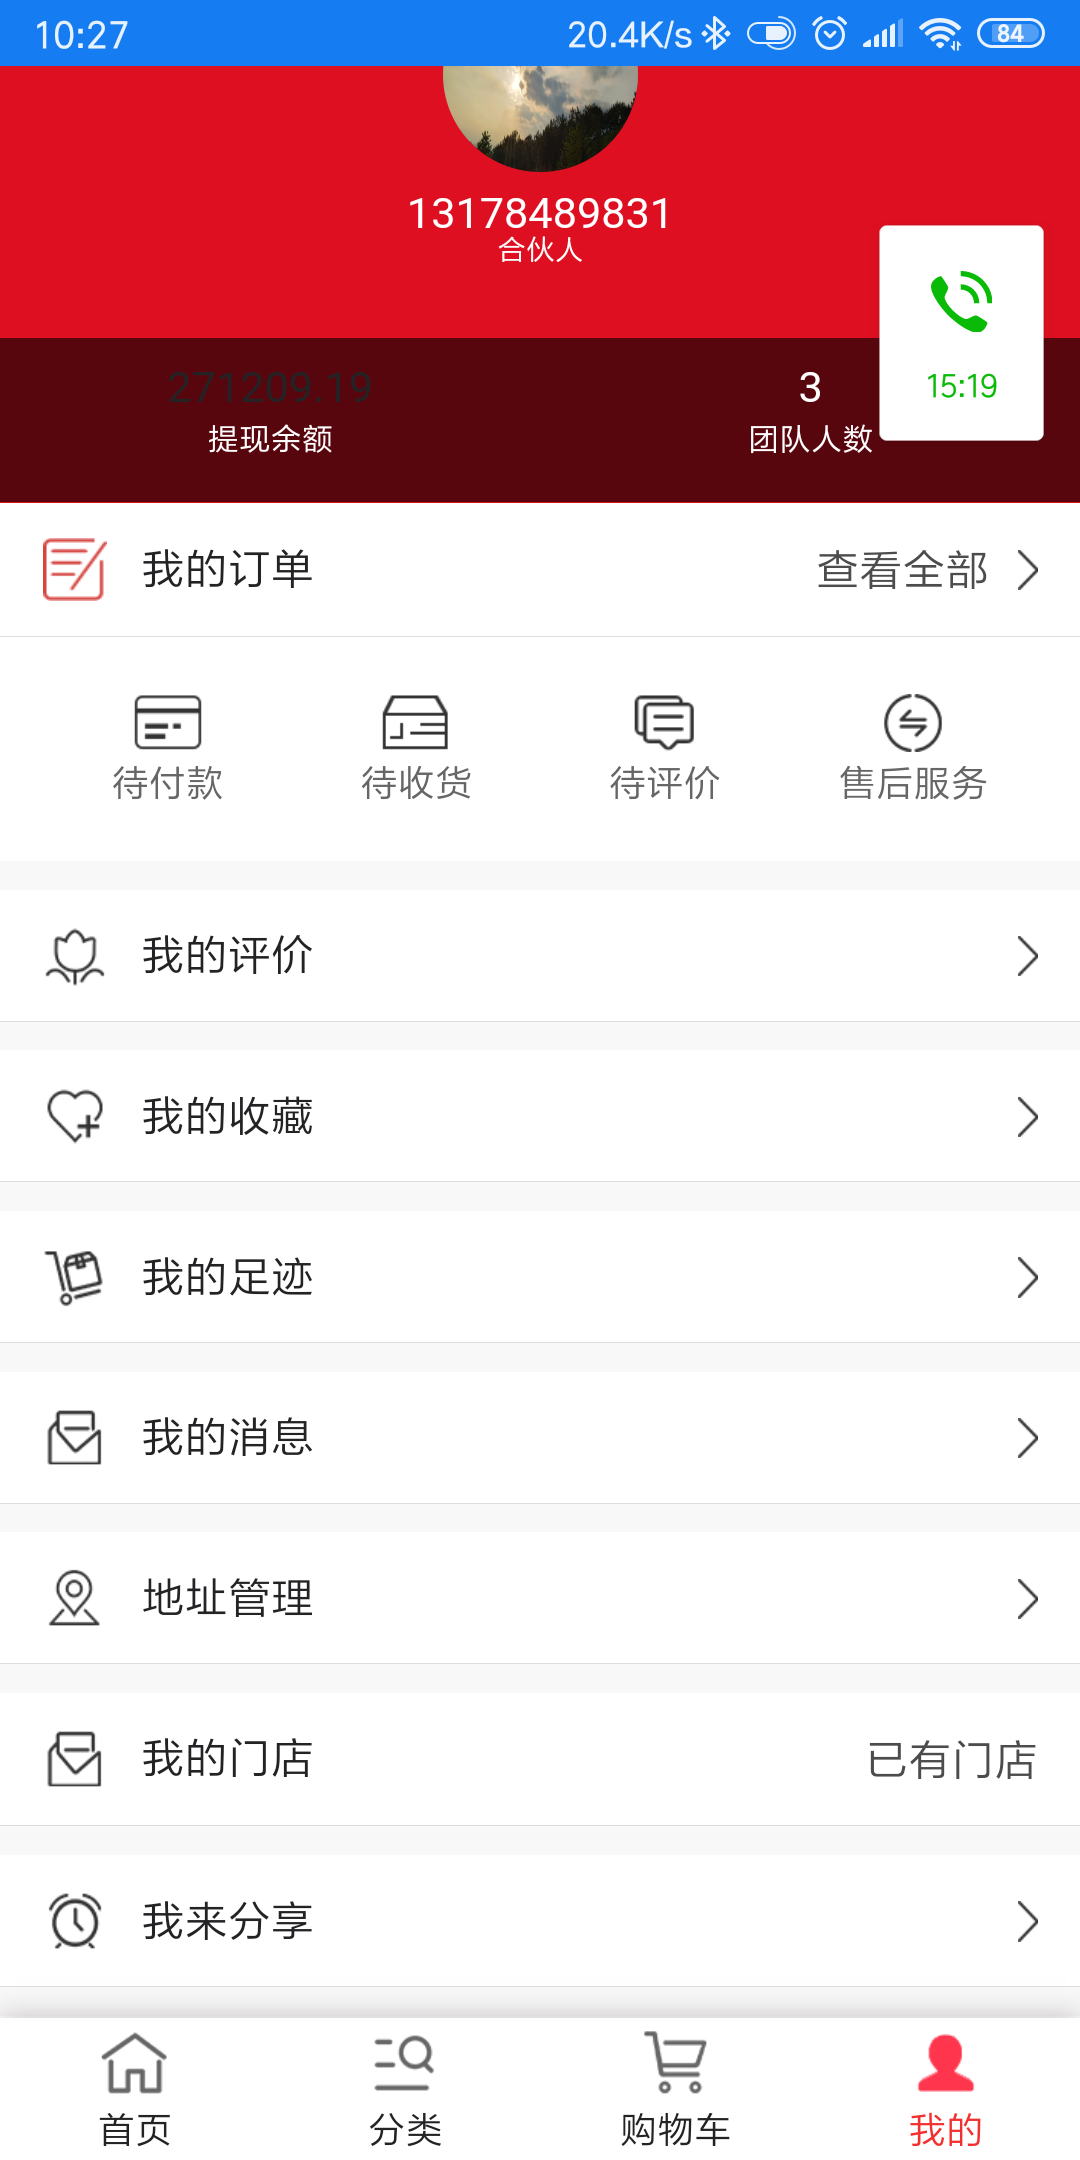 10:27 20.4K/s 84
13178489831
合伙人
15:19
271209.19 3
提现余额 团队人数
我的订单 查看全部
待付款 待收货 待评价 售后服务
我的评价
我的收藏
我的足迹
我的消息
地址管理
我的门店 已有门店
我来分享
首页 分类 购物车 我的